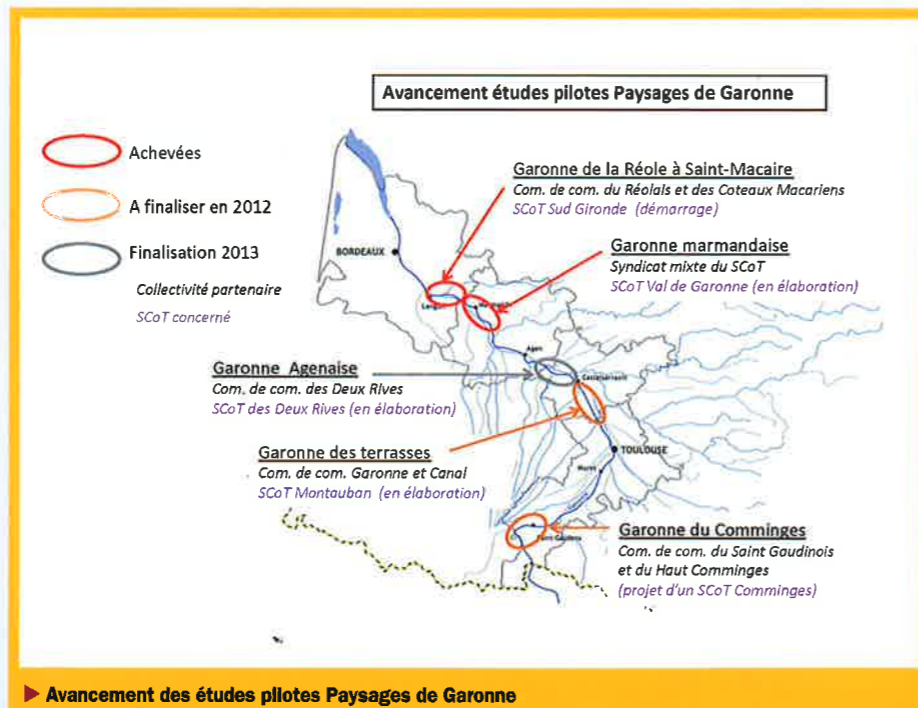 Avancement études pilotes Paysages de Garonne
Achevées
A finaliser en 2012
Finalisation 2013
Collectivité partenaire
SCoT concerné
Garonne de la Réole à Saint-Macaire
Com. de com. du Réolais et des Coteaux Macariens
SCoT Sud Gironde (démarrage)
Garonne marmandaise
Syndicat mixte du SCoT
SCoT Val de Garonne (en élaboration)
BORDEAUX
Agen
Garonne Agenaise
Com. de com. des Deux Rives
SCoT des Deux Rives (en élaboration)
Garonne des terrasses
Com. de com. Garonne et Canal
SCoT Montauban (en élaboration)
TOULOUSE
Muret
Garonne du Comminges
Com. de com. du Saint Gaudinois
et du Haut Comminges
(projet d'un SCoT Comminges)
Avancement des études pilotes Paysages de Garonne